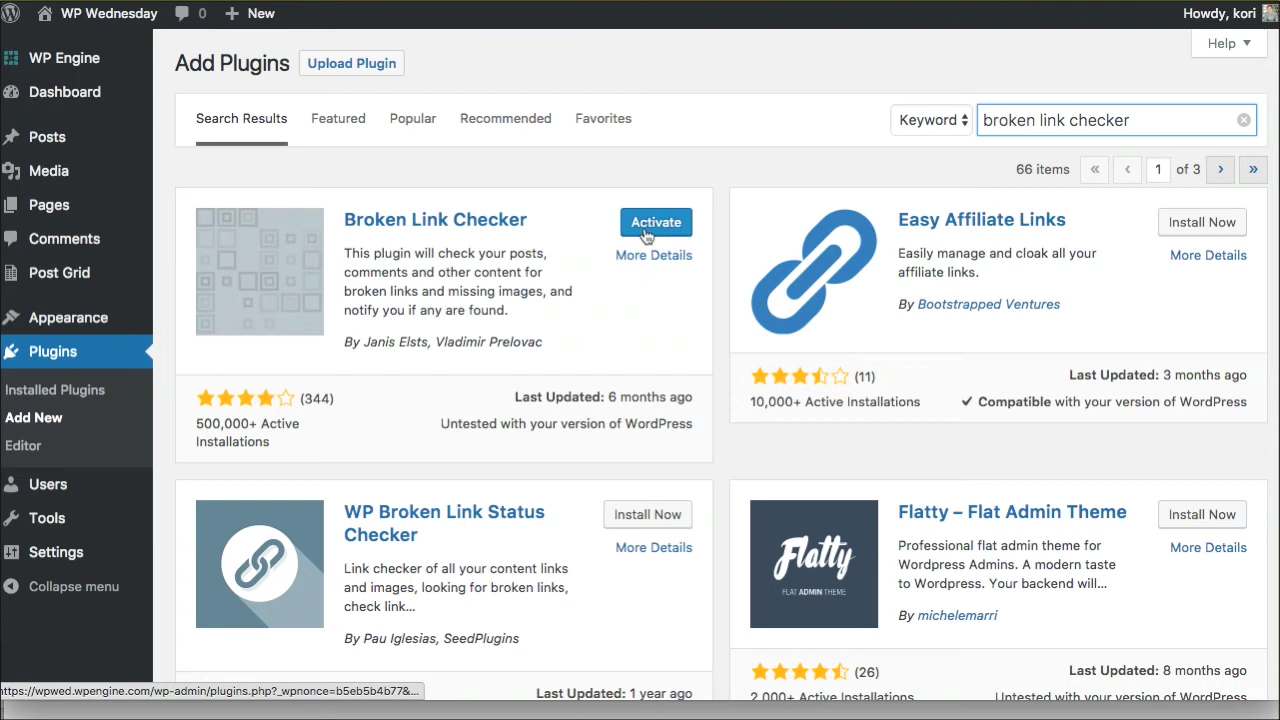 WP Wednesday
0
New
Howdy, kori
WP Engine
Dashboard
Posts
Media
Pages
Comments
Post Grid
Appearance
Plugins
Installed Plugins
Add New
Editor
Users
Tools
Settings
Collapse menu
Add Plugins
Upload Plugin
Help
Search Results
Featured
Popular
Recommended
Favorites
Keyword
broken link checker
66 items
«
‹
1
of 3
›
»
Broken Link Checker
Activate
More Details
This plugin will check your posts,
comments and other content for
broken links and missing images, and
notify you if any are found.
By Janis Elsts, Vladimir Prelovac
(344)
500,000+ Active
Installations
Last Updated: 6 months ago
Untested with your version of WordPress
Easy Affiliate Links
Install Now
More Details
Easily manage and cloak all your
affiliate links.
By Bootstrapped Ventures
(11)
10,000+ Active Installations
Last Updated: 3 months ago
Compatible with your version of WordPress
WP Broken Link Status
Checker
Install Now
More Details
Link checker of all your content links
and images, looking for broken links,
check link...
By Pau Iglesias, SeedPlugins
Last Updated: 1 year ago
Flatty
FLAT ADMIN THEME
Flatty – Flat Admin Theme
Install Now
More Details
Professional flat admin theme for
Wordpress Admins. A modern taste
to Wordpress. Your backend will...
By michelemarri
(26)
2,000+ Active Installations
Last Updated: 8 months ago
Untested with your version of WordPress
https://wpwed.wpengine.com/wp-admin/plugins.php?_wpnonce=b5eb5b4b77&...